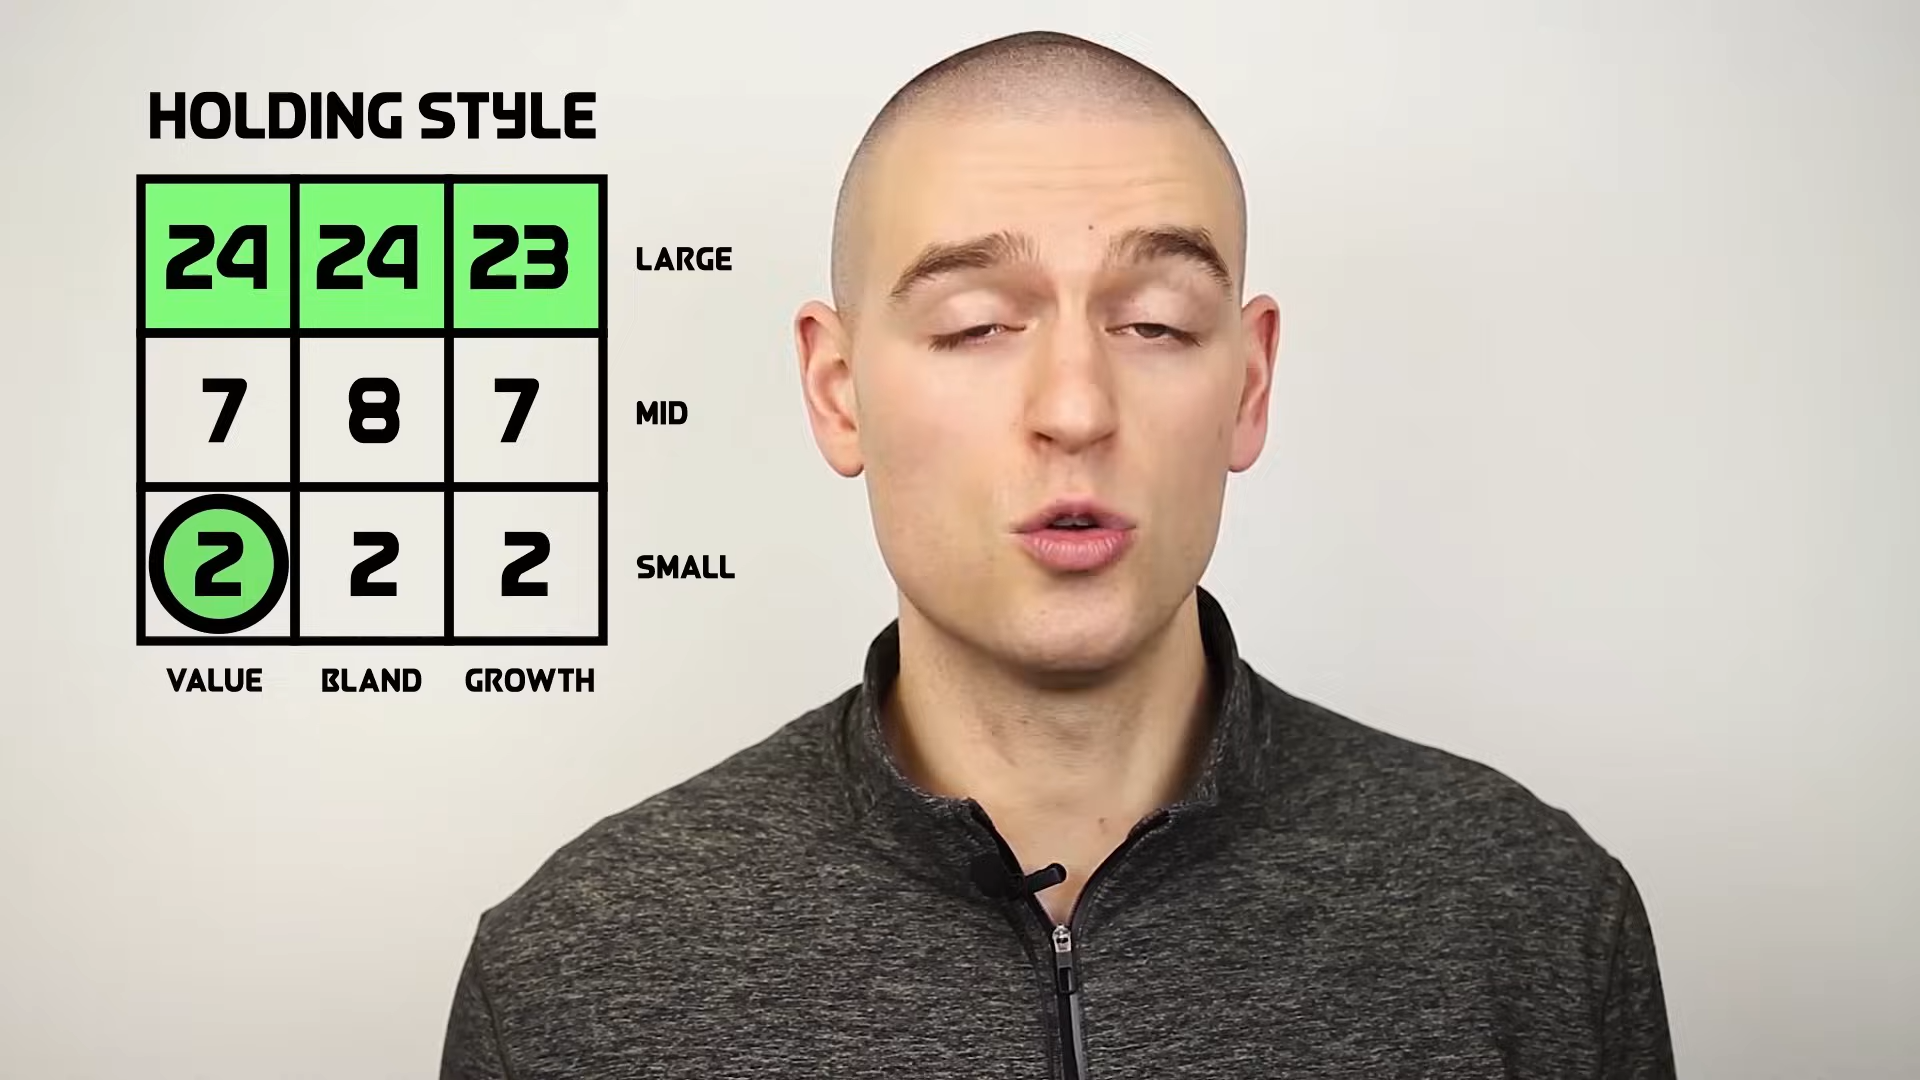 HOLDING STYLE
24 24 23 LARGE
7 8 7 MID
2 2 2 SMALL
VALUE BLAND GROWTH